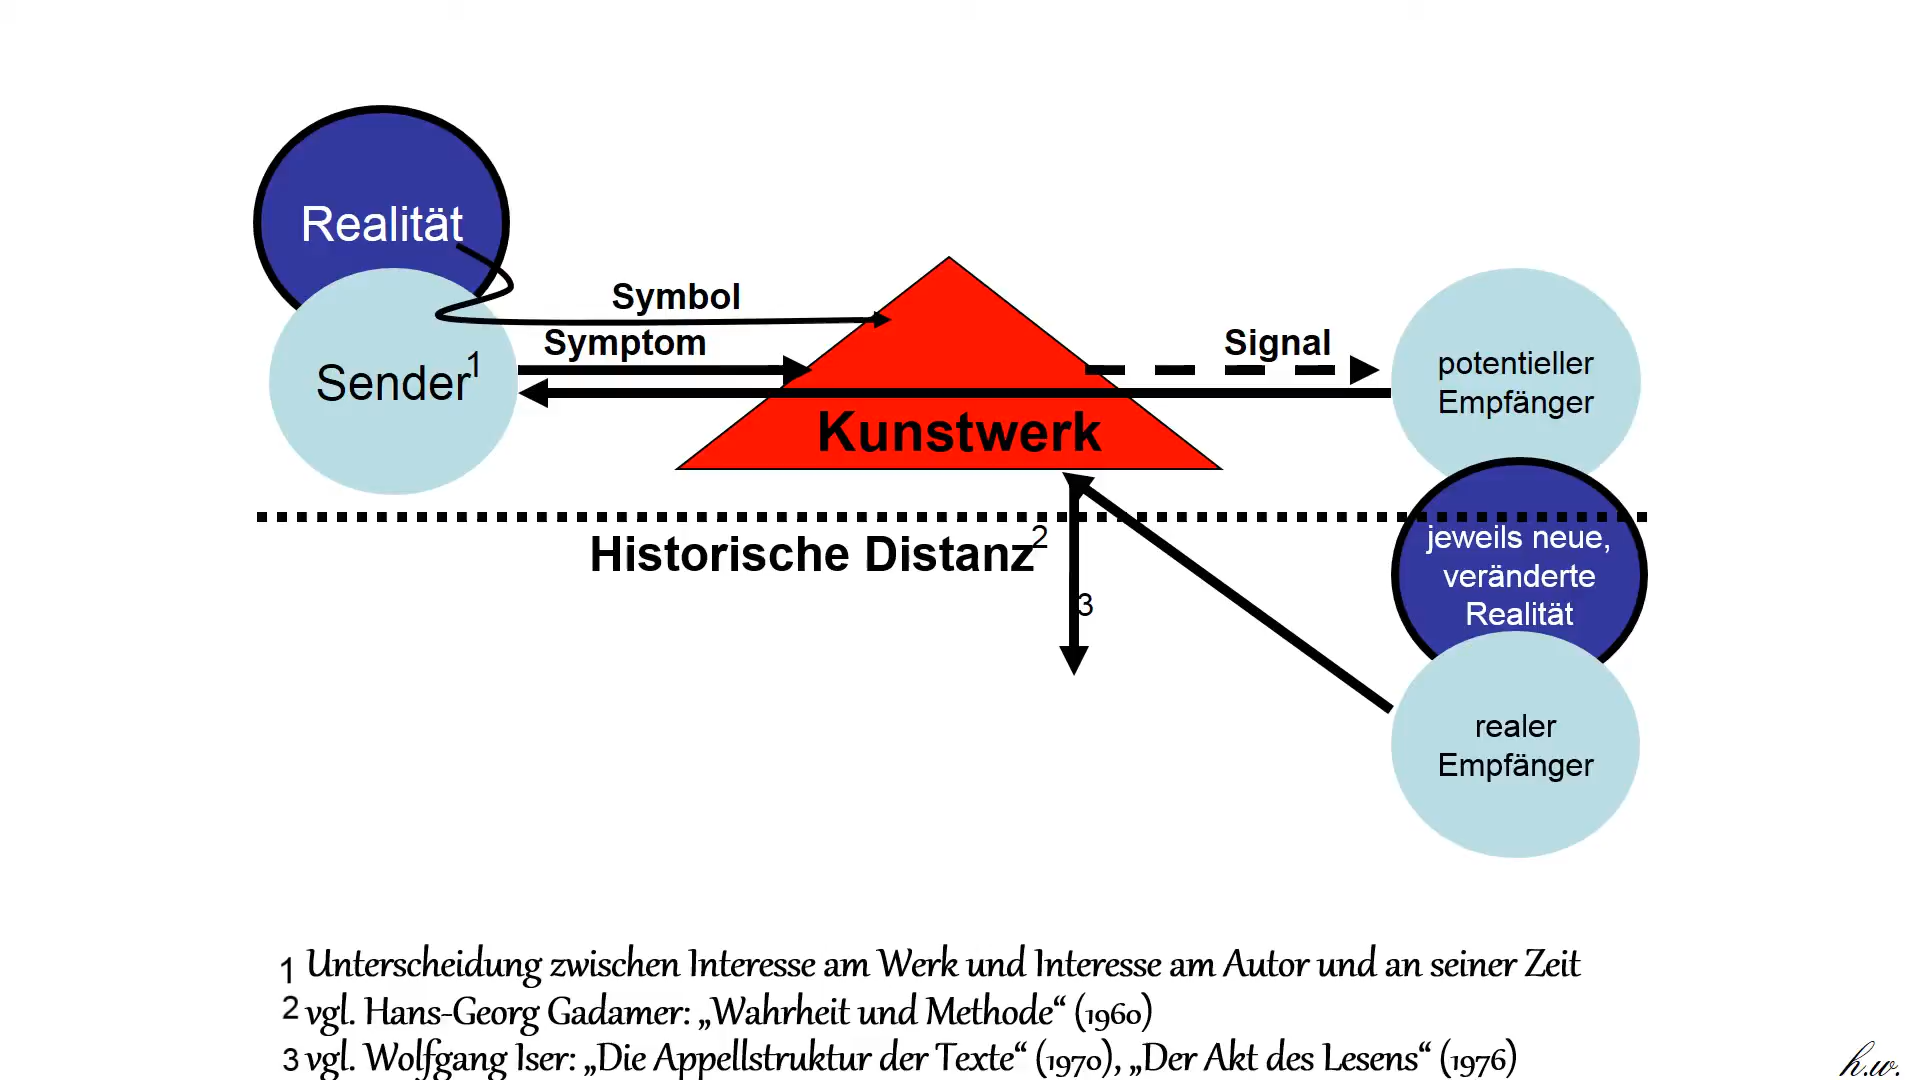 Realität
Symbol
Symptom
Signal
Sender1
potentieller
Empfänger
Kunstwerk
Historische Distanz2
jeweils neue,
veränderte
Realität
3
realer
Empfänger
1 Unterscheidung zwischen Interesse am Werk und Interesse am Autor und an seiner Zeit
2 vgl. Hans-Georg Gadamer: „Wahrheit und Methode“ (1960)
3 vgl. Wolfgang Iser: „Die Appellstruktur der Texte“ (1970), „Der Akt des Lesens“ (1976)
h.w.